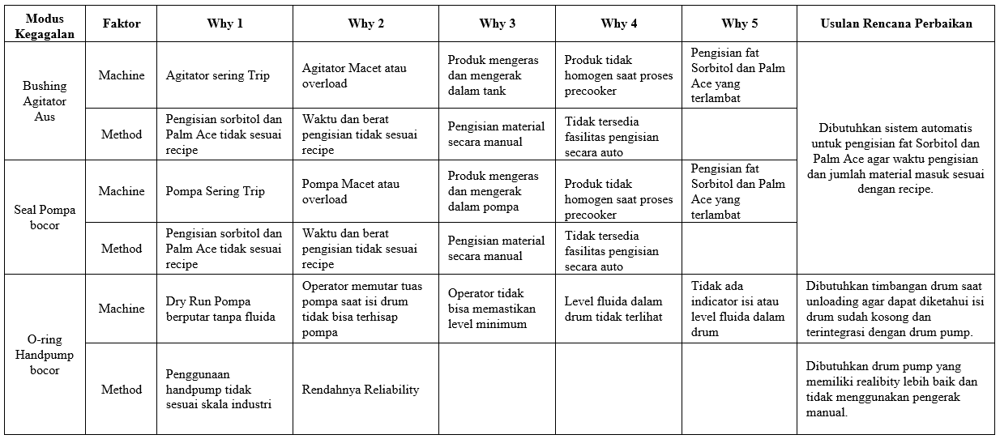 Modus
Kegagalan
Faktor
Why 1
Why 2
Why 3
Why 4
Why 5
Usulan Rencana Perbaikan
Bushing
Agitator
Aus
Machine
Agitator sering Trip
Agitator Macet atau
overload
Produk mengeras
dan mengerak
dalam tank
Produk tidak
homogen saat proses
precooker
Pengisian fat
Sorbitol dan Palm
Ace yang
terlambat
Dibutuhkan sistem automatis
untuk pengisian fat Sorbitol dan
Palm Ace agar waktu pengisian
dan jumlah material masuk sesuai
dengan recipe.
Method
Pengisian sorbitol dan
Palm Ace tidak sesuai
recipe
Waktu dan berat
pengisian tidak sesuai
recipe
Pengisian material
secara manual
Tidak tersedia
fasilitas pengisian
secara auto
Seal Pompa
bocor
Machine
Pompa Sering Trip
Pompa Macet atau
overload
Produk mengeras
dan mengerak
dalam pompa
Produk tidak
homogen saat proses
precooker
Pengisian fat
Sorbitol dan Palm
Ace yang
terlambat
Method
Pengisian sorbitol dan
Palm Ace tidak sesuai
recipe
Waktu dan berat
pengisian tidak sesuai
recipe
Pengisian material
secara manual
Tidak tersedia
fasilitas pengisian
secara auto
O-ring
Handpump
bocor
Machine
Dry Run Pompa
berputar tanpa fluida
Operator memutar tuas
pompa saat isi drum
tidak bisa terhisap
pompa
Operator tidak
bisa memastikan
level minimum
Level fluida dalam
drum tidak terlihat
Tidak ada
indicator isi atau
level fluida dalam
drum
Dibutuhkan timbangan drum saat
unloading agar dapat diketahui isi
drum sudah kosong dan
terintegrasi dengan drum pump.
Method
Penggunaan
handpump tidak
sesuai skala industri
Rendahnya Reliability
Dibutuhkan drum pump yang
memiliki realibity lebih baik dan
tidak menggunakan pengerak
manual.